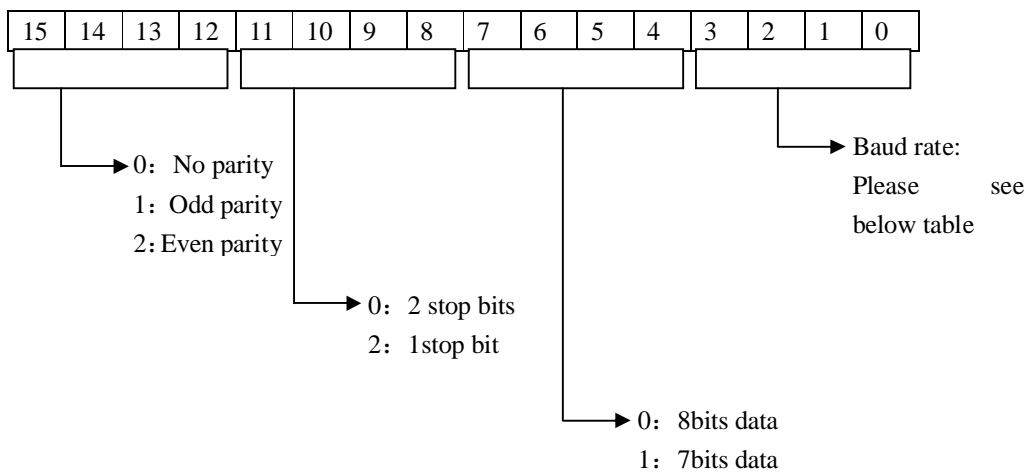 15 14 13 12 11 10 9 8 7 6 5 4 3 2 1 0
0： No parity
1： Odd parity
2：Even parity
Baud rate:
Please see
below table
0： 2 stop bits
2： 1stop bit
0： 8bits data
1： 7bits data